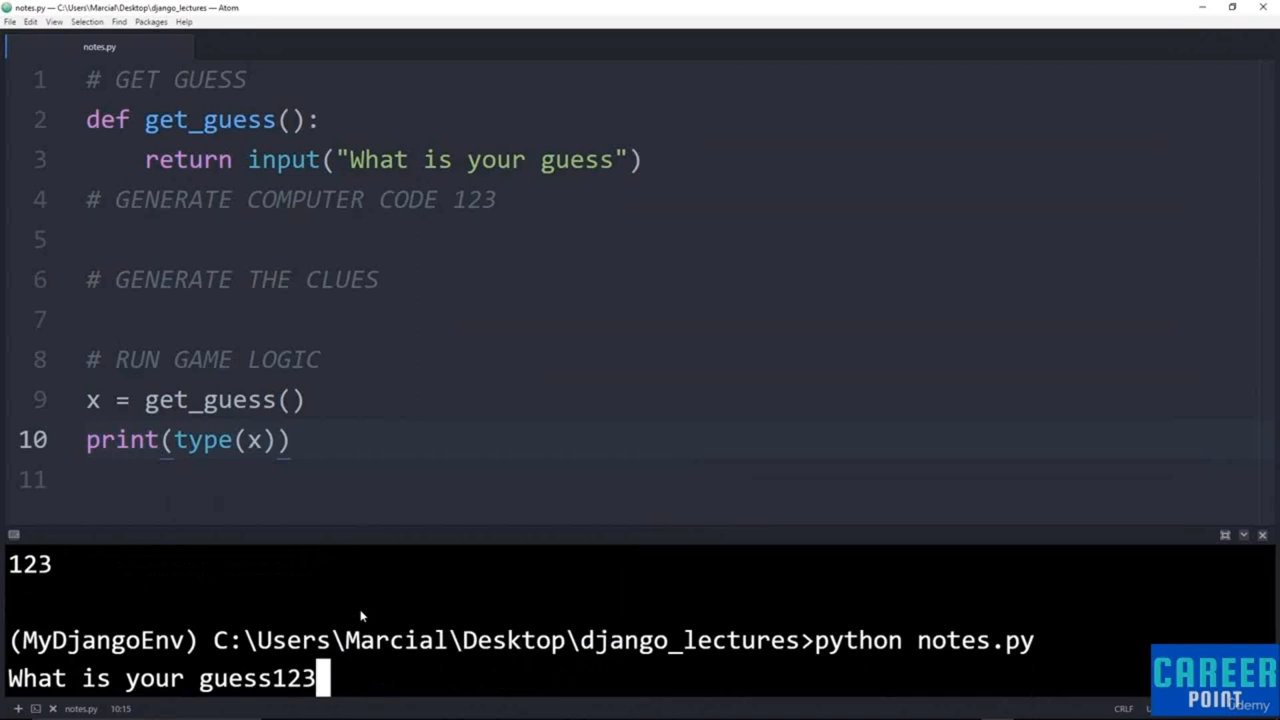 notes.py — C:\Users\Marcial\Desktop\django_lectures — Atom
File Edit View Selection Find Packages Help
notes.py
1 # GET GUESS
2 def get_guess():
3     return input("What is your guess")
4 # GENERATE COMPUTER CODE 123
5
6 # GENERATE THE CLUES
7
8 # RUN GAME LOGIC
9 x = get_guess()
10 print(type(x))
11
123
(MyDjangoEnv) C:\Users\Marcial\Desktop\django_lectures>python notes.py
What is your guess123
CAREER
POINT
udemy
notes.py 10:15 CRLF